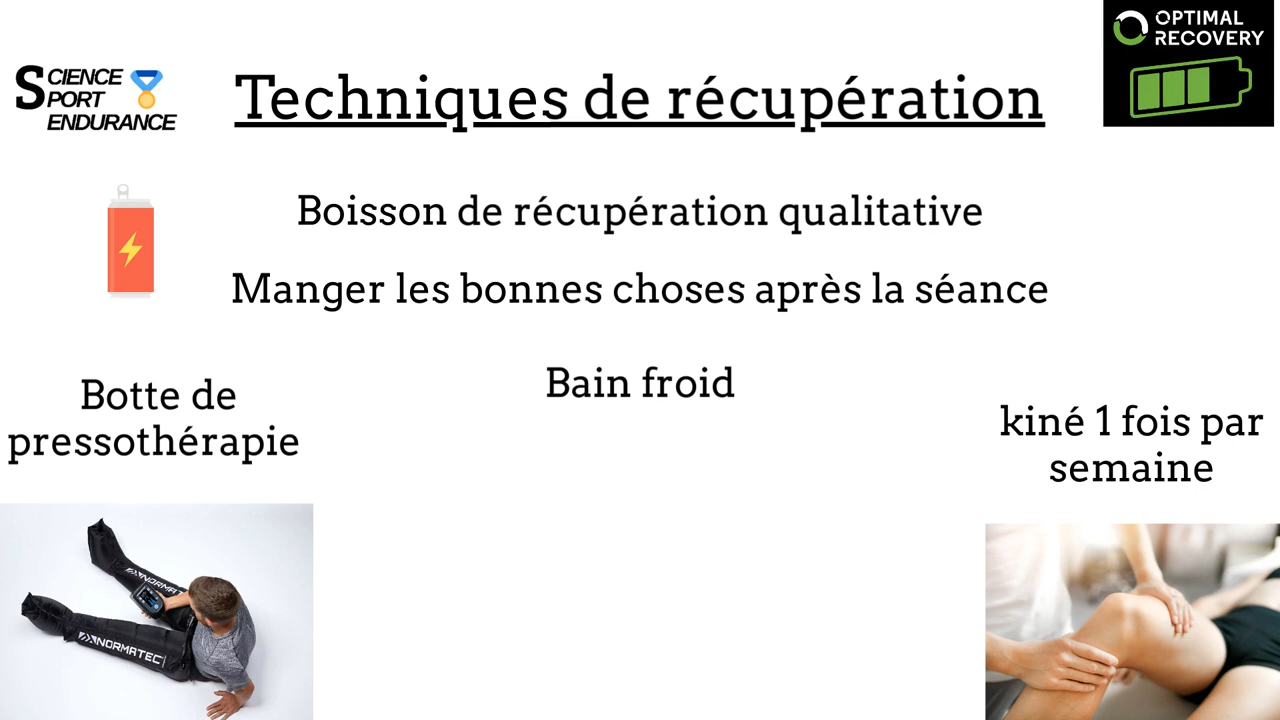 OPTIMAL
RECOVERY
SCIENCE
SPORT
ENDURANCE
Techniques de récupération
Boisson de récupération qualitative
Manger les bonnes choses après la séance
Bain froid
Botte de
pressothérapie
kiné 1 fois par
semaine
NORMATEC
NORMATEC